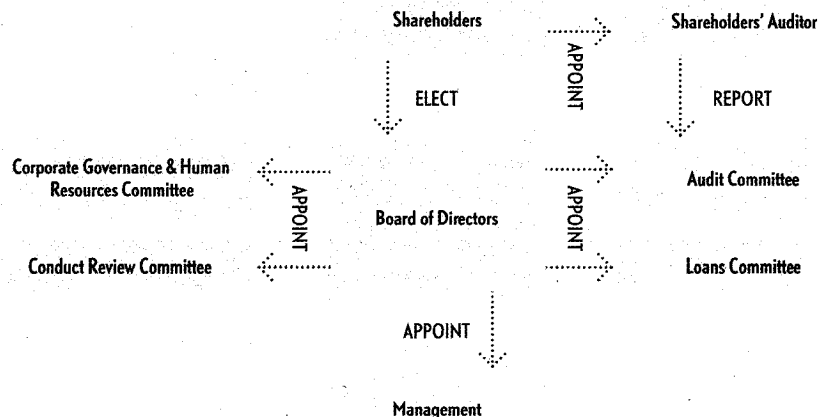 Shareholders
Shareholders' Auditor
APPOINT
ELECT
REPORT
Corporate Governance & Human
Resources Committee
Audit Committee
APPOINT
Board of Directors
APPOINT
Conduct Review Committee
Loans Committee
APPOINT
Management